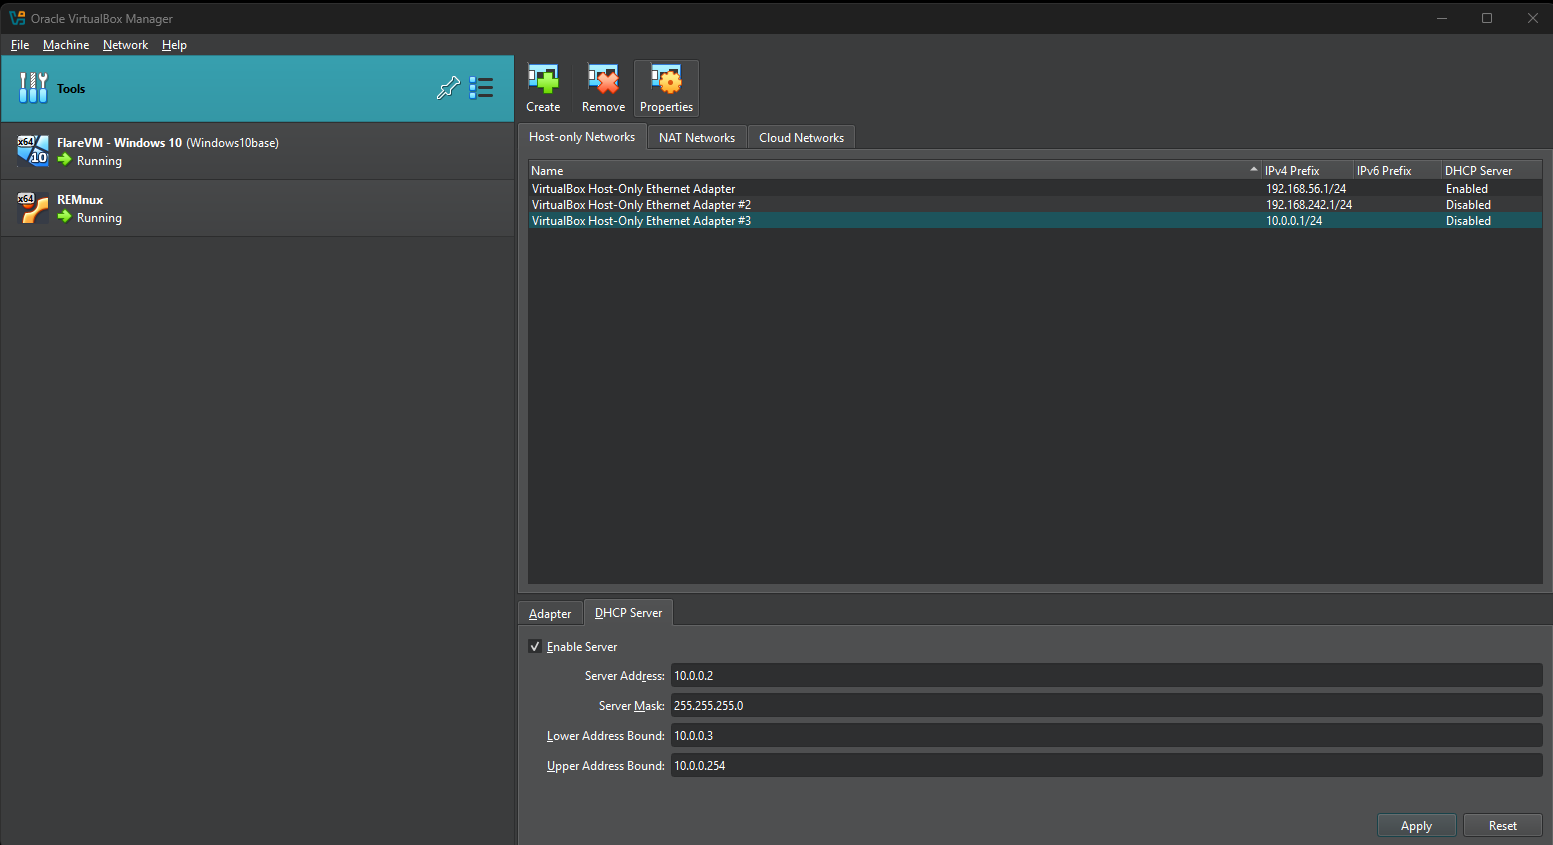 Oracle VirtualBox Manager
File Machine Network Help
Tools
FlareVM - Windows 10 (Windows10base)
Running
REMnux
Running
Create Remove Properties
Host-only Networks NAT Networks Cloud Networks
Name IPv4 Prefix IPv6 Prefix DHCP Server
VirtualBox Host-Only Ethernet Adapter 192.168.56.1/24 Enabled
VirtualBox Host-Only Ethernet Adapter #2 192.168.242.1/24 Disabled
VirtualBox Host-Only Ethernet Adapter #3 10.0.0.1/24 Disabled
Adapter DHCP Server
Enable Server
Server Address: 10.0.0.2
Server Mask: 255.255.255.0
Lower Address Bound: 10.0.0.3
Upper Address Bound: 10.0.0.254
Apply Reset
x64
10
x64